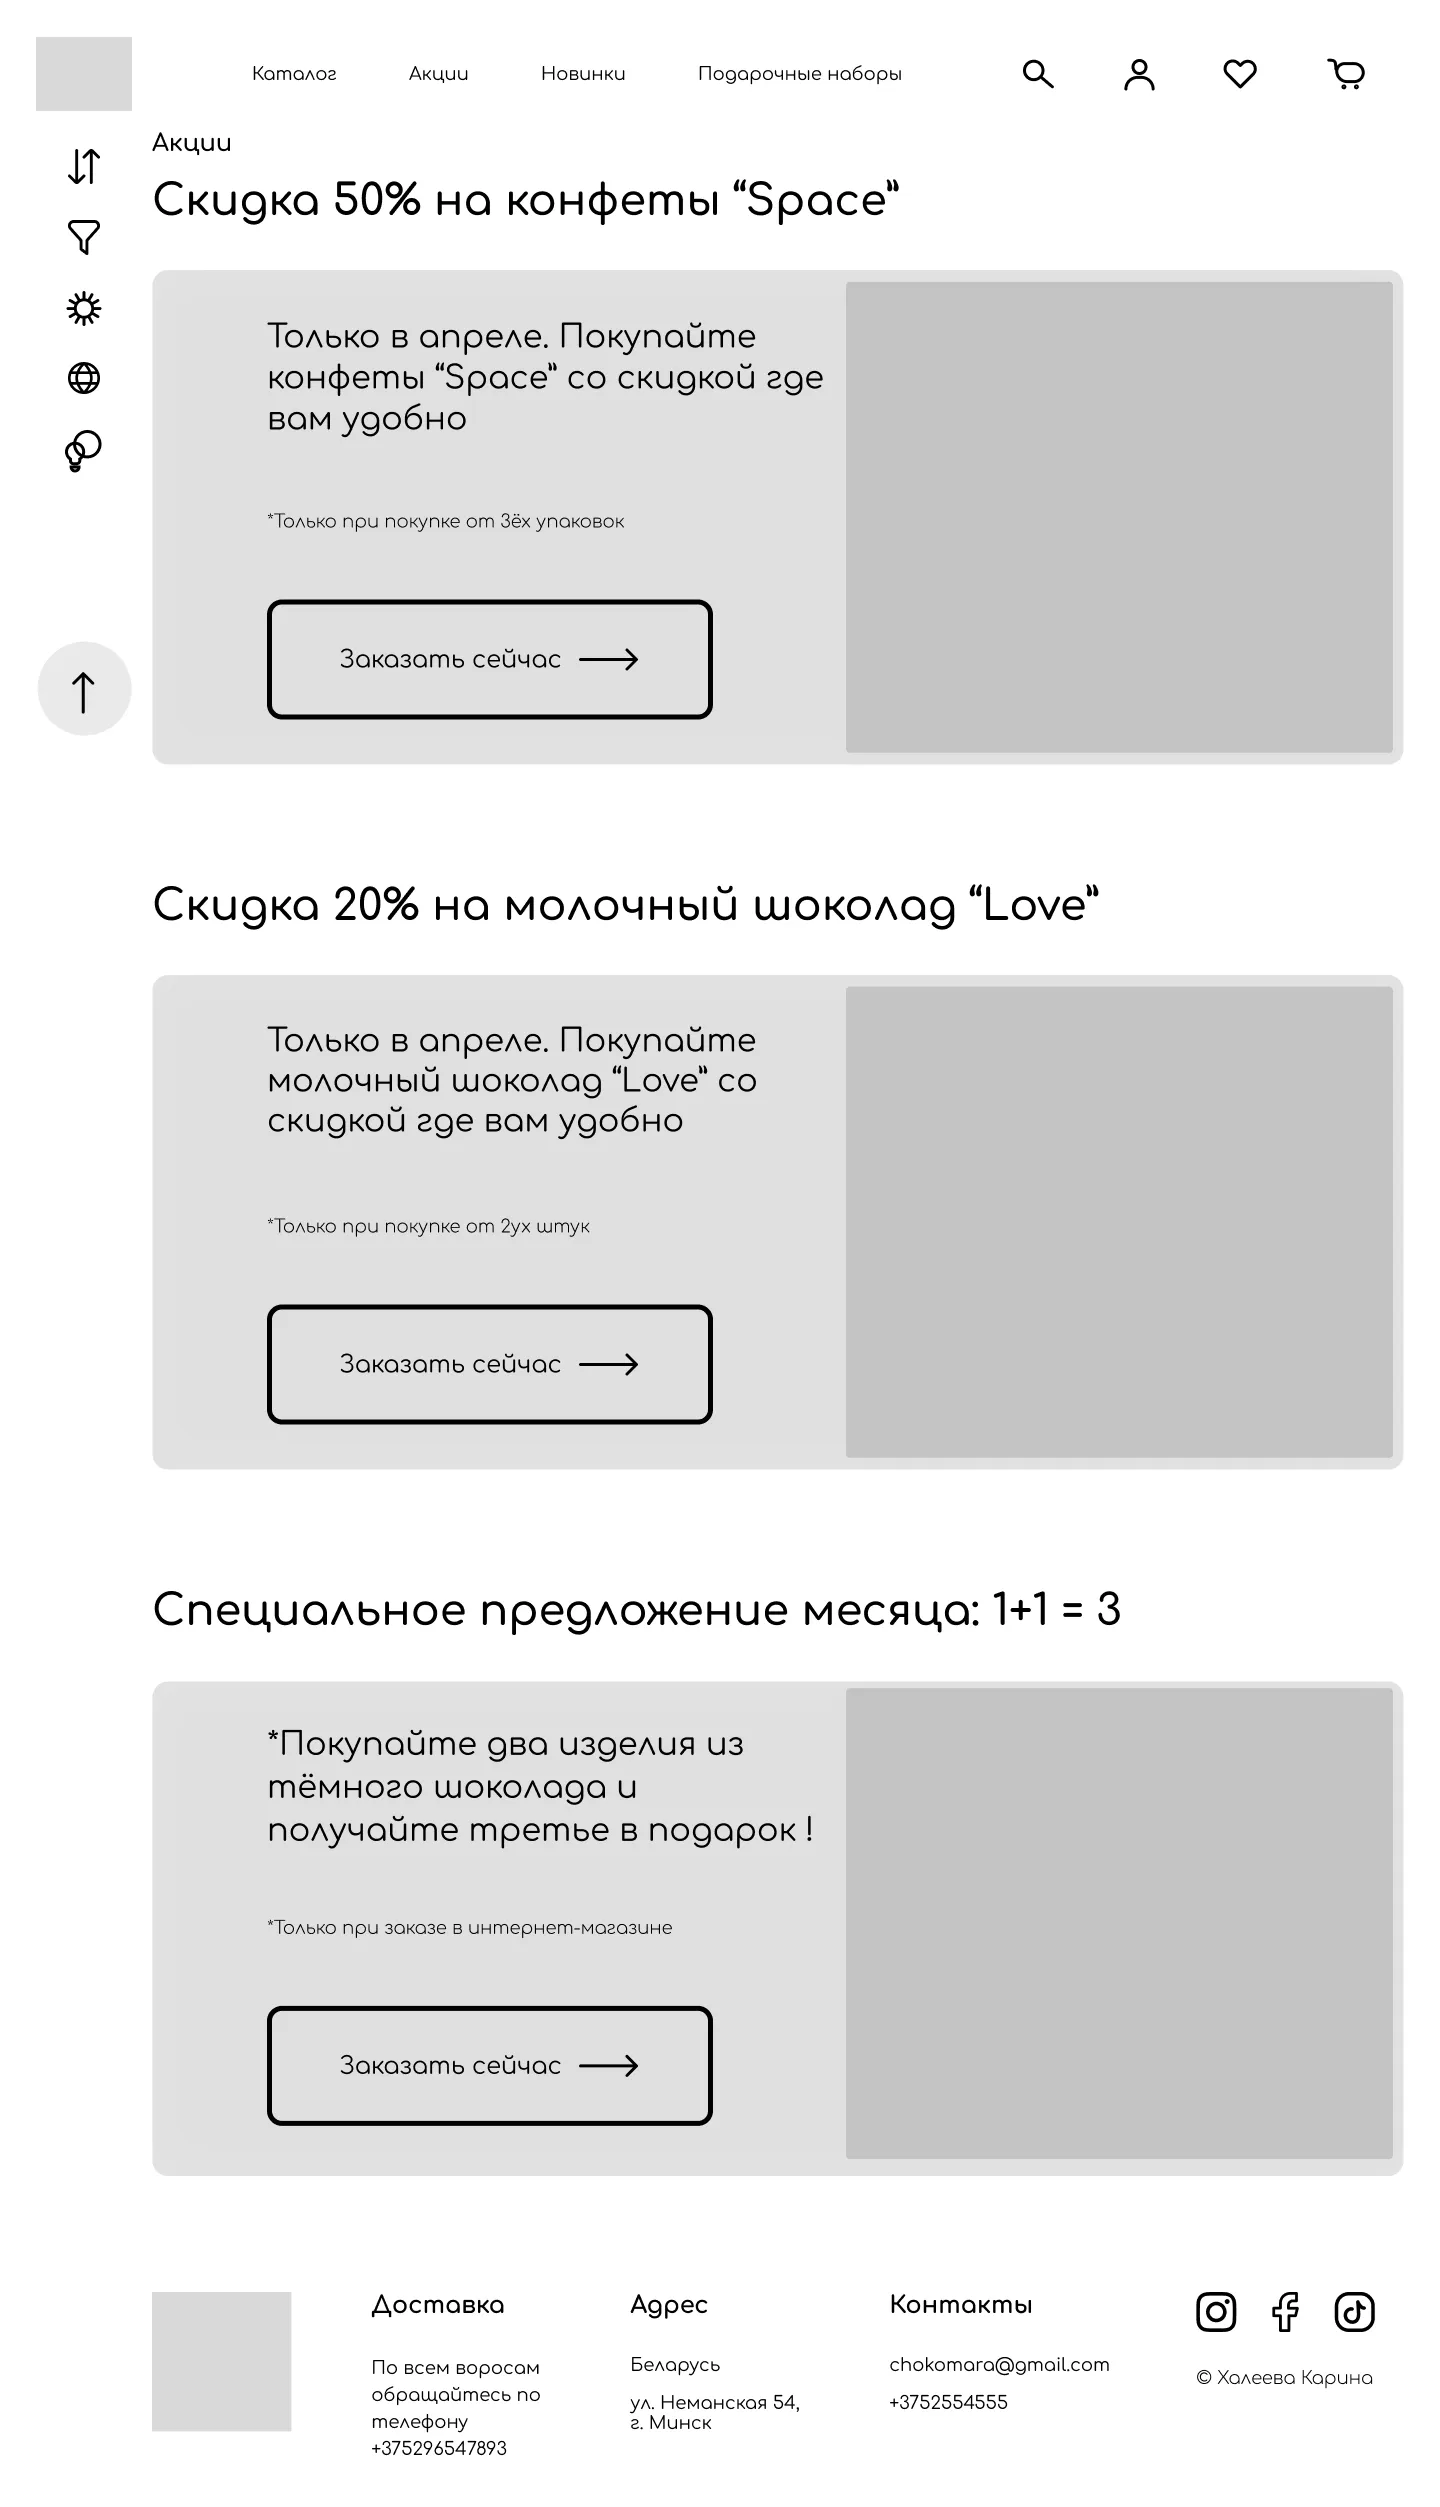 Каталог
Акции
Новинки
Подарочные наборы
Акции
Скидка 50% на конфеты “Space”
Только в апреле. Покупайте
конфеты “Space” со скидкой где
вам удобно
*Только при покупке от 3ёх упаковок
Заказать сейчас
Скидка 20% на молочный шоколад “Love”
Только в апреле. Покупайте
молочный шоколад “Love” со
скидкой где вам удобно
*Только при покупке от 2ух штук
Заказать сейчас
Специальное предложение месяца: 1+1 = 3
*Покупайте два изделия из
тёмного шоколада и
получайте третье в подарок !
*Только при заказе в интернет-магазине
Заказать сейчас
Доставка
По всем воросам
обращайтесь по
телефону
+375296547893
Адрес
Беларусь
ул. Неманская 54,
г. Минск
Контакты
chokomara@gmail.com
+3752554555
© Халеева Карина